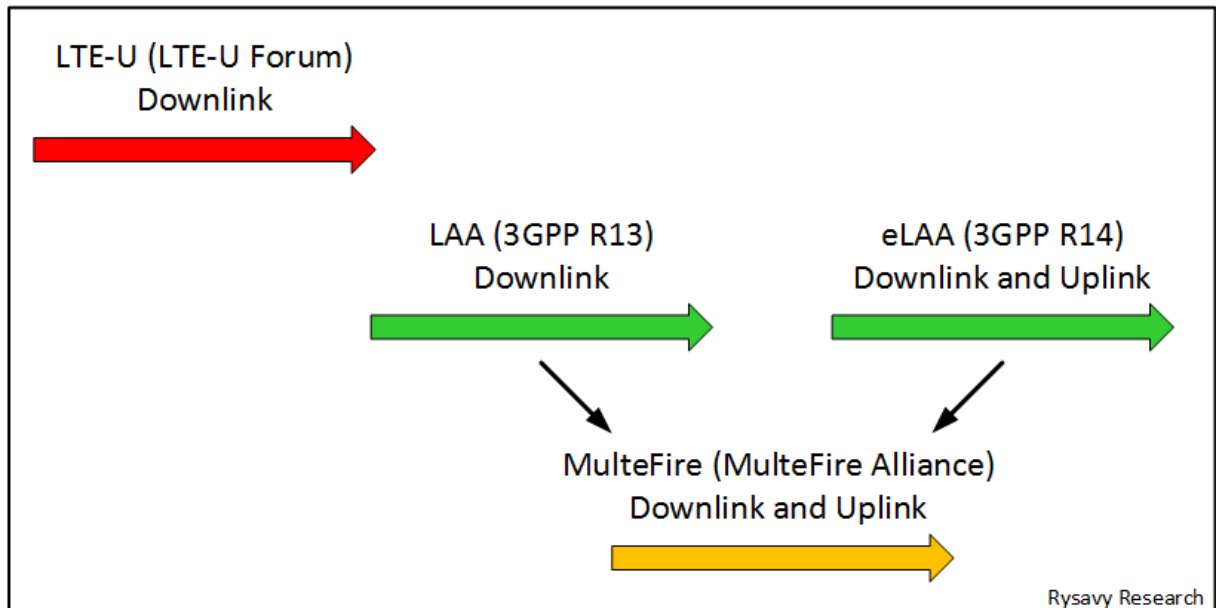 LTE-U (LTE-U Forum)
Downlink
LAA (3GPP R13)
Downlink
eLAA (3GPP R14)
Downlink and Uplink
MulteFire (MulteFire Alliance)
Downlink and Uplink
Rysavy Research